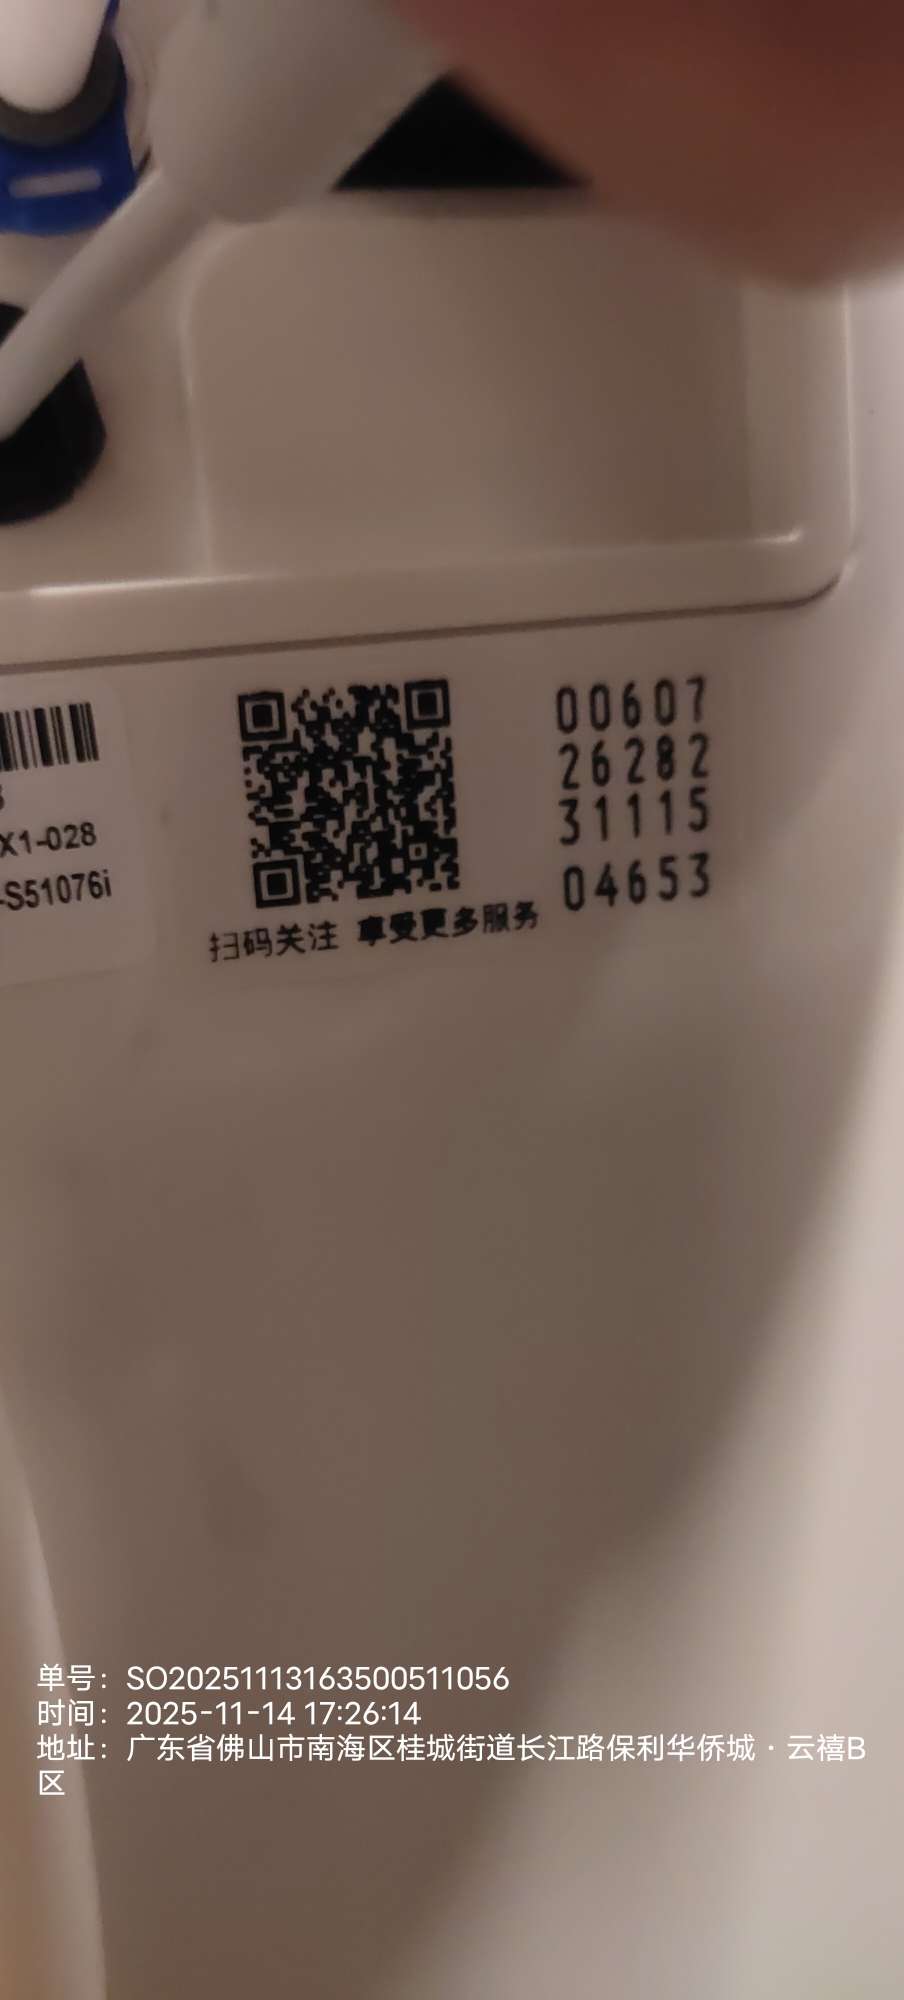 X1-028
-S51076i
扫码关注 享受更多服务
00607
26282
31115
04653
单号：SO20251113163500511056
时间：2025-11-14 17:26:14
地址：广东省佛山市南海区桂城街道长江路保利华侨城·云禧B
区